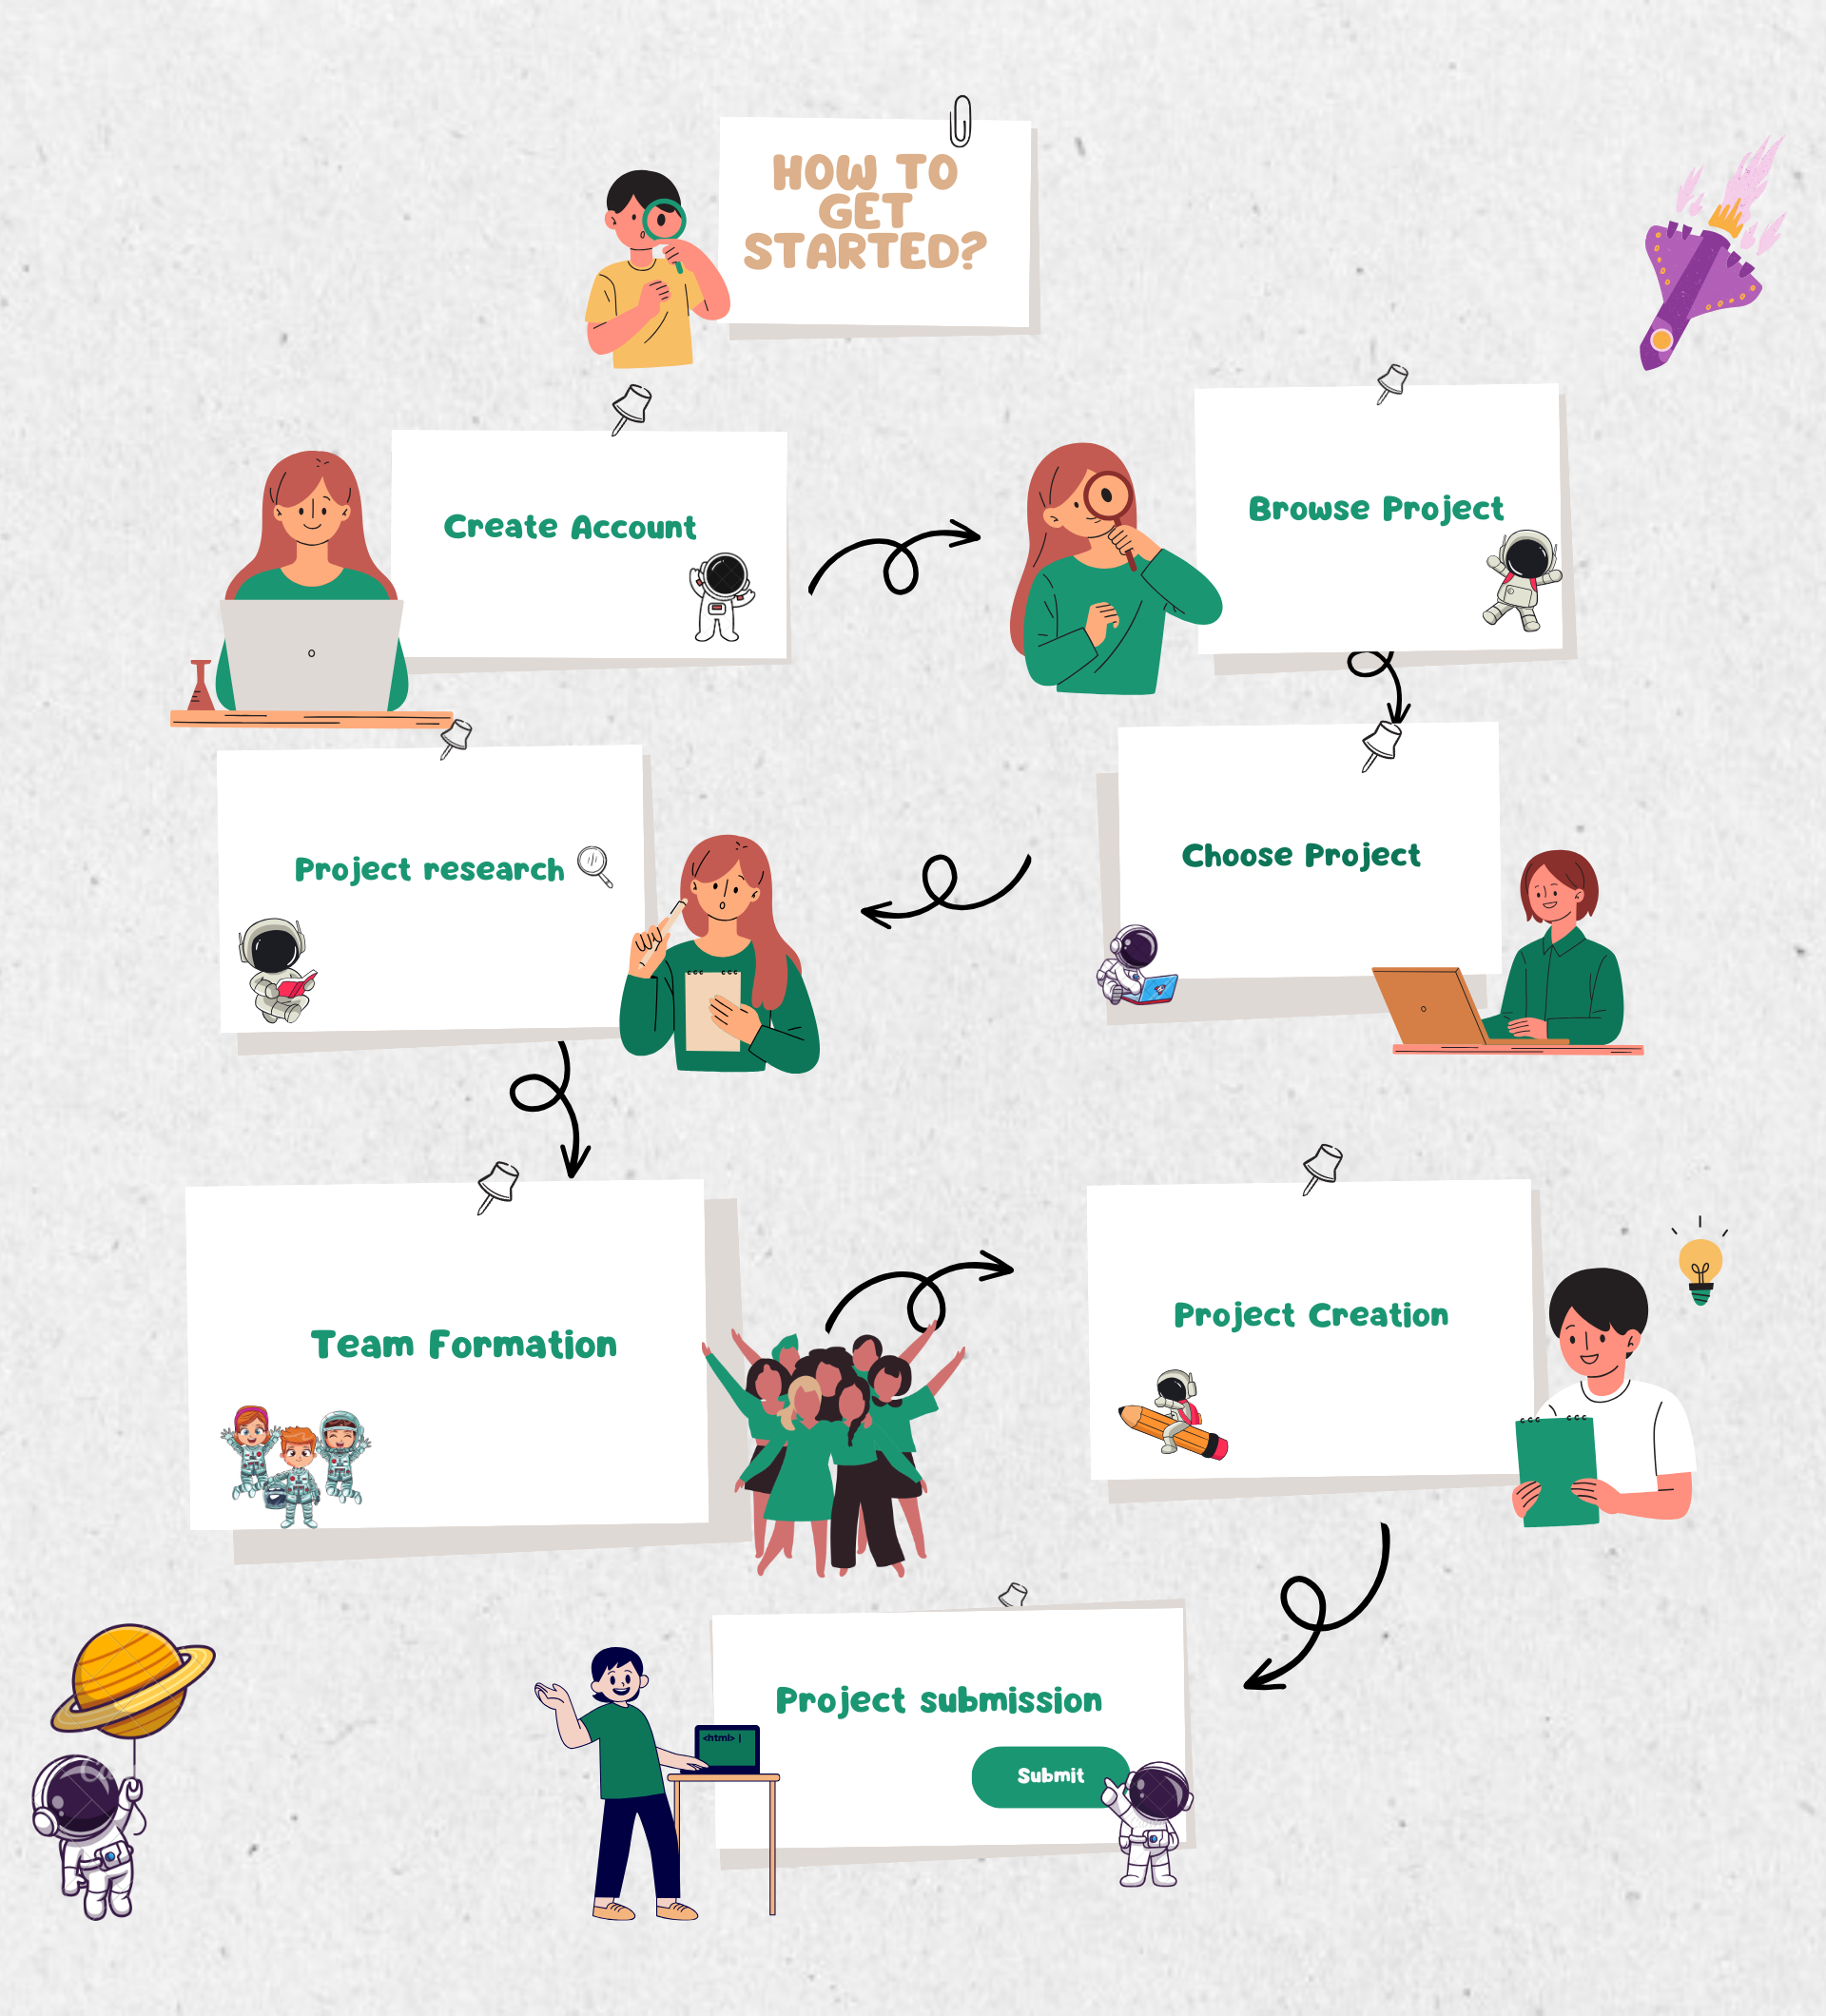 HOW TO
GET
STARTED?
Create Account
Browse Project
Choose Project
Project research
Team Formation
Project Creation
Project submission
<html> |
Submit